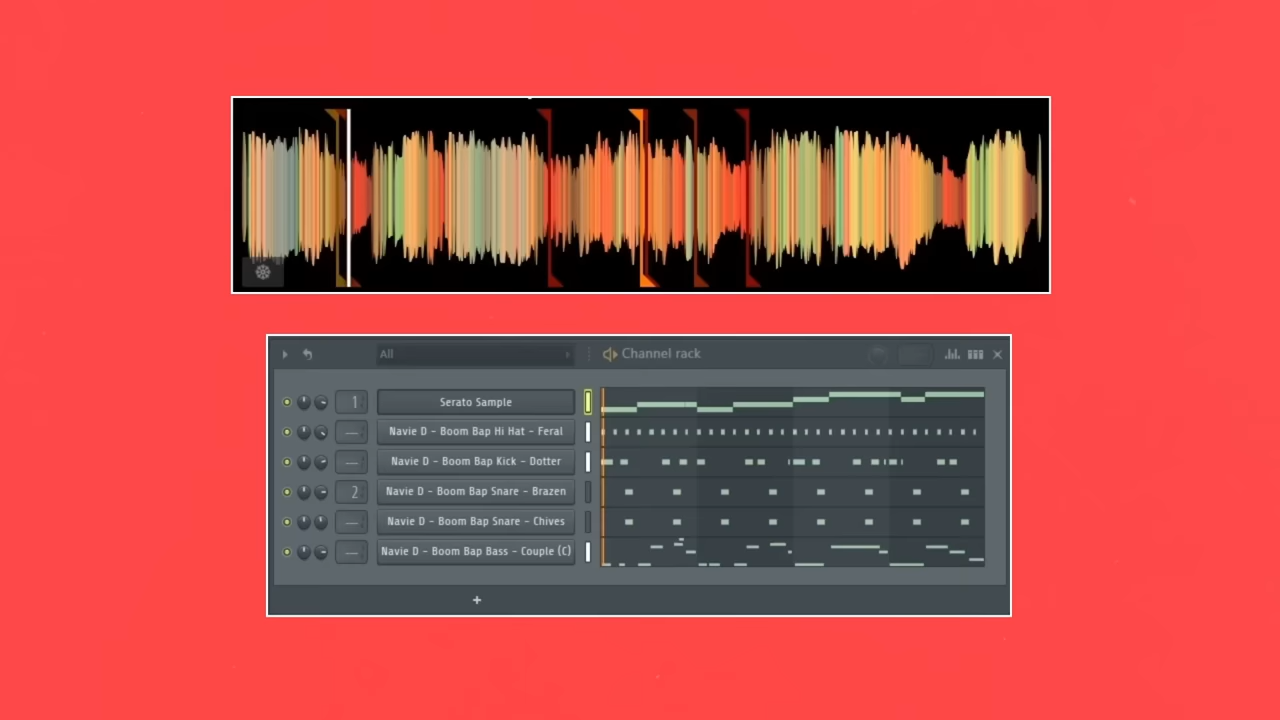 All
Channel rack
1
Serato Sample
Navie D - Boom Bap Hi Hat - Feral
Navie D - Boom Bap Kick - Dotter
2
Navie D - Boom Bap Snare - Brazen
Navie D - Boom Bap Snare - Chives
Navie D - Boom Bap Bass - Couple (C)